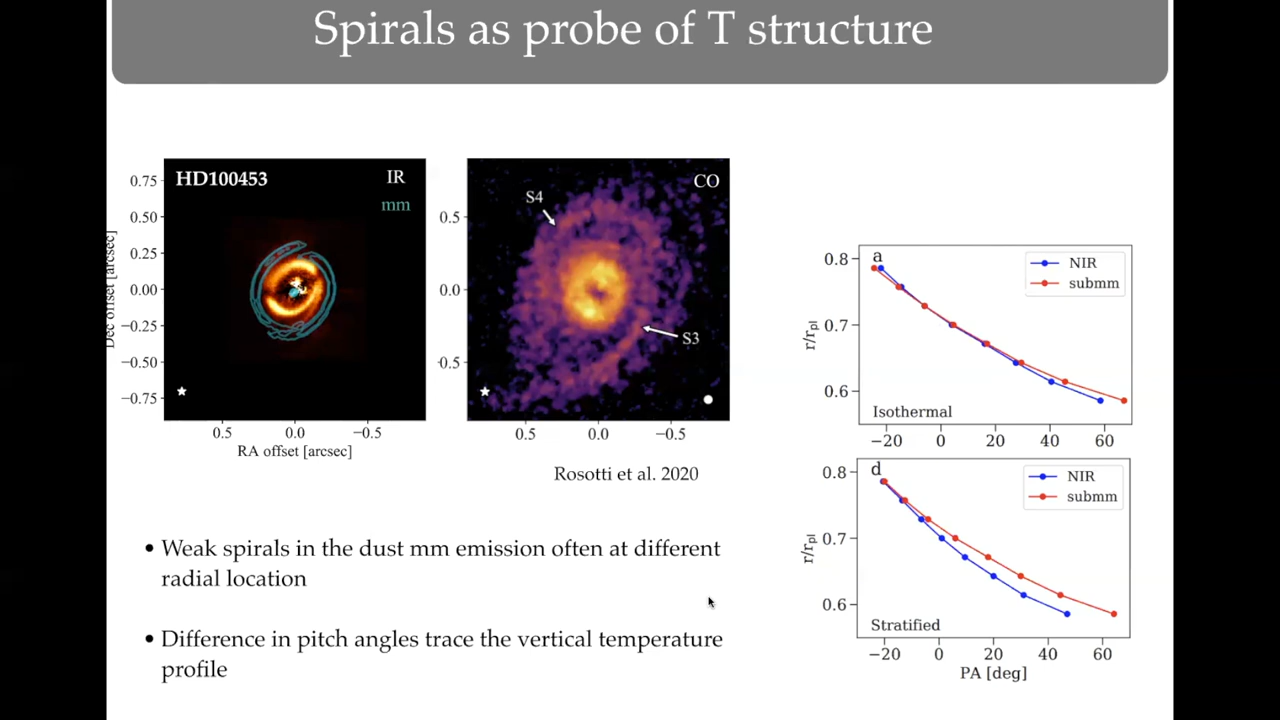 Spirals as probe of T structure
HD100453
IR
mm
0.75
0.50
0.25
0.00
−0.25
−0.50
−0.75
Dec offset [arcsec]
0.5
0.0
−0.5
RA offset [arcsec]
CO
S4
S3
0.5
0.0
0.5
0.5
0.0
−0.5
Rosotti et al. 2020
a
NIR
submm
Isothermal
0.8
0.7
0.6
r/rpl
−20
0
20
40
60
d
NIR
submm
Stratified
0.8
0.7
0.6
r/rpl
−20
0
20
40
60
PA [deg]
• Weak spirals in the dust mm emission often at different
radial location
• Difference in pitch angles trace the vertical temperature
profile